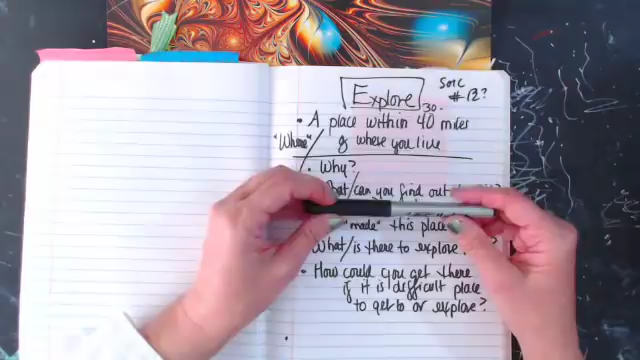 Explore
SOTC
#12?
30-
• A place within 40 miles
"Where"/ of where you live
• Why?
What/can you find out
"made" this place
What/is there to explore?
• How could you get there
if it is difficult place
to get to or explore?